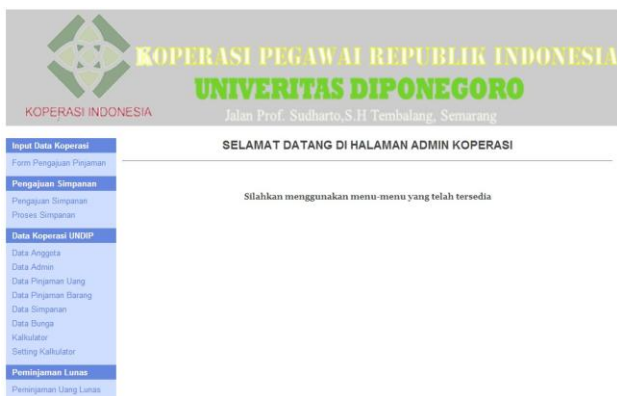 KOPERASI PEGAWAI REPUBLIK INDONESIA
UNIVERITAS DIPONEGORO
KOPERASI INDONESIA
Jalan Prof. Sudharto,S.H Tembalang, Semarang
Input Data Koperasi
Form Pengajuan Pinjaman
Pengajuan Simpanan
Pengajuan Simpanan
Proses Simpanan
Data Koperasi UNDIP
Data Anggota
Data Admin
Data Pinjaman Uang
Data Pinjaman Barang
Data Simpanan
Data Bunga
Kalkulator
Setting Kalkulator
Peminjaman Lunas
Peminjaman Uang Lunas
SELAMAT DATANG DI HALAMAN ADMIN KOPERASI
Silahkan menggunakan menu-menu yang telah tersedia